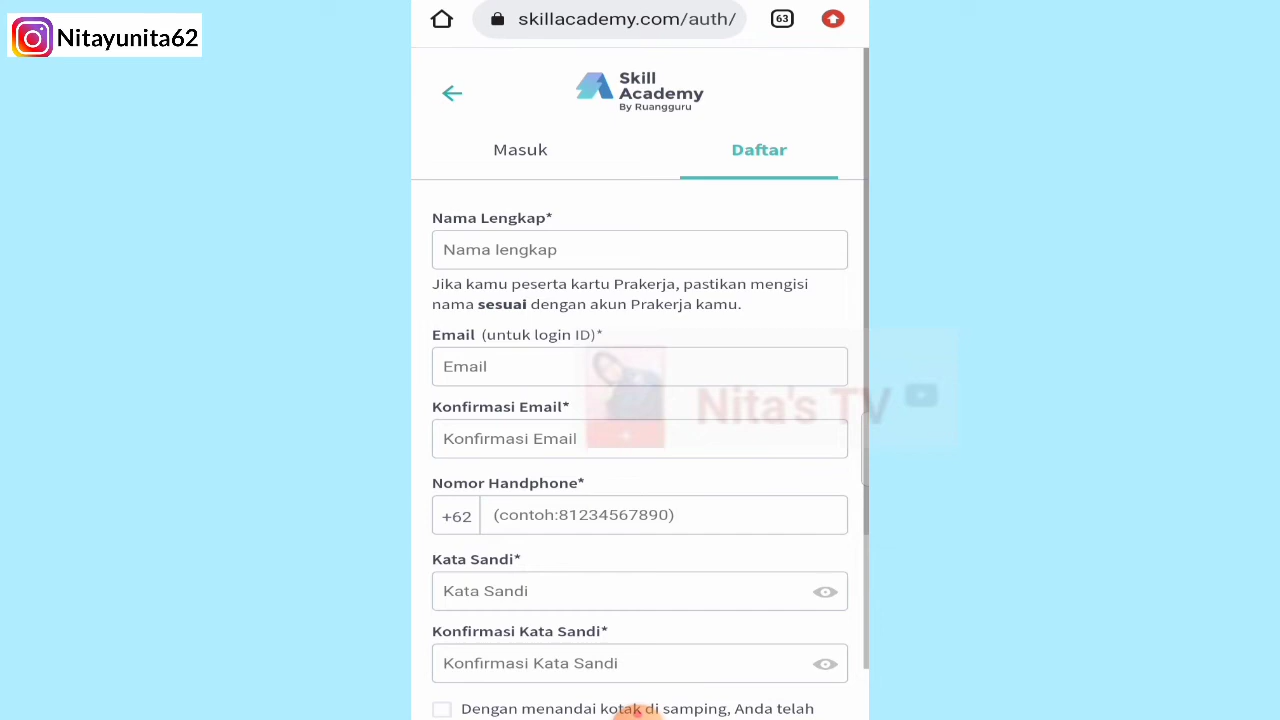 Nitayunita62
skillacademy.com/auth/
63
Skill
Academy
By Ruangguru
Masuk
Daftar
Nama Lengkap*
Nama lengkap
Jika kamu peserta kartu Prakerja, pastikan mengisi
nama sesuai dengan akun Prakerja kamu.
Email (untuk login ID)*
Email
Nita's TV
Konfirmasi Email*
Konfirmasi Email
Nomor Handphone*
+62 (contoh:81234567890)
Kata Sandi*
Kata Sandi
Konfirmasi Kata Sandi*
Konfirmasi Kata Sandi
Dengan menandai kotak di samping, Anda telah